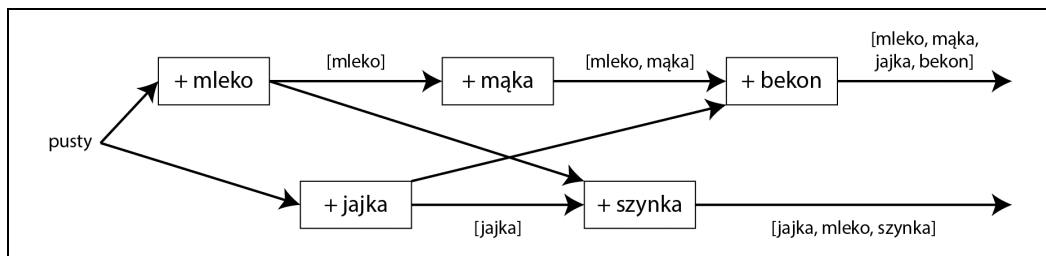 [mleko, mąka,
jajka, bekon]
+ mleko
[mleko]
+ mąka
[mleko, mąka]
+ bekon
pusty
+ jajka
[jajka]
+ szynka
[jajka, mleko, szynka]